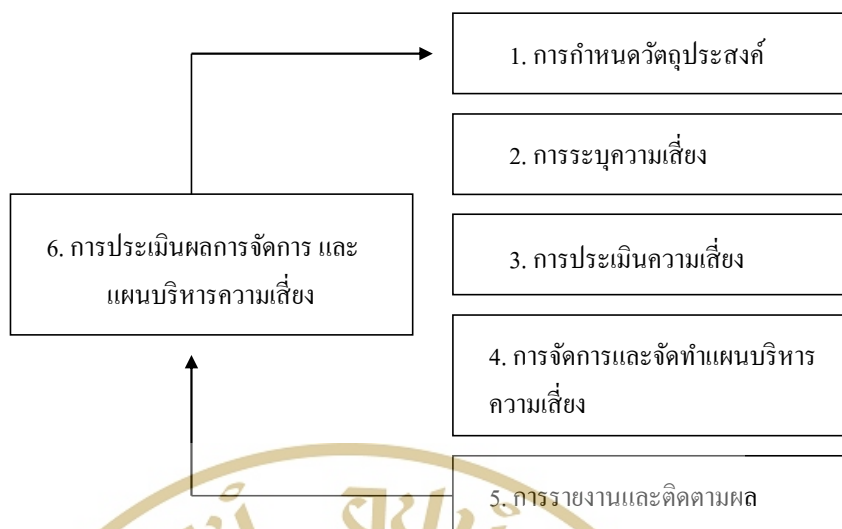 1. การกำหนดวัตถุประสงค์
2. การระบุความเสี่ยง
3. การประเมินความเสี่ยง
4. การจัดการและจัดทำแผนบริหาร
ความเสี่ยง
5. การรายงานและติดตามผล
6. การประเมินผลการจัดการ และ
แผนบริหารความเสี่ยง